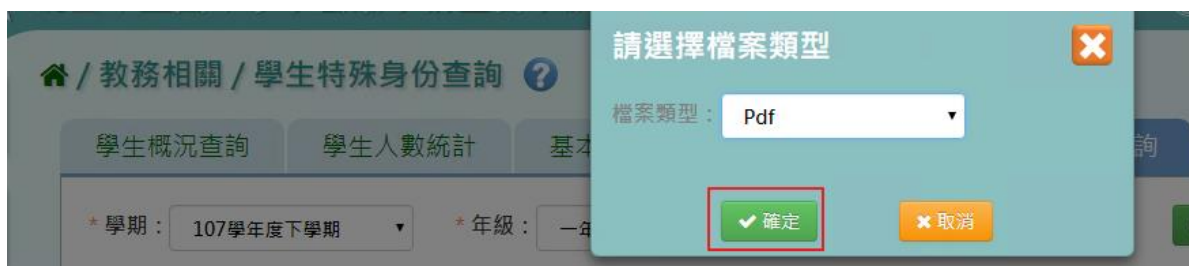 請選擇檔案類型
/ 教務相關 / 學生特殊身份查詢 ?
檔案類型： Pdf
學生概況查詢 學生人數統計 基本 詢
* 學期： 107學年度下學期 * 年級： 一年
確定 取消